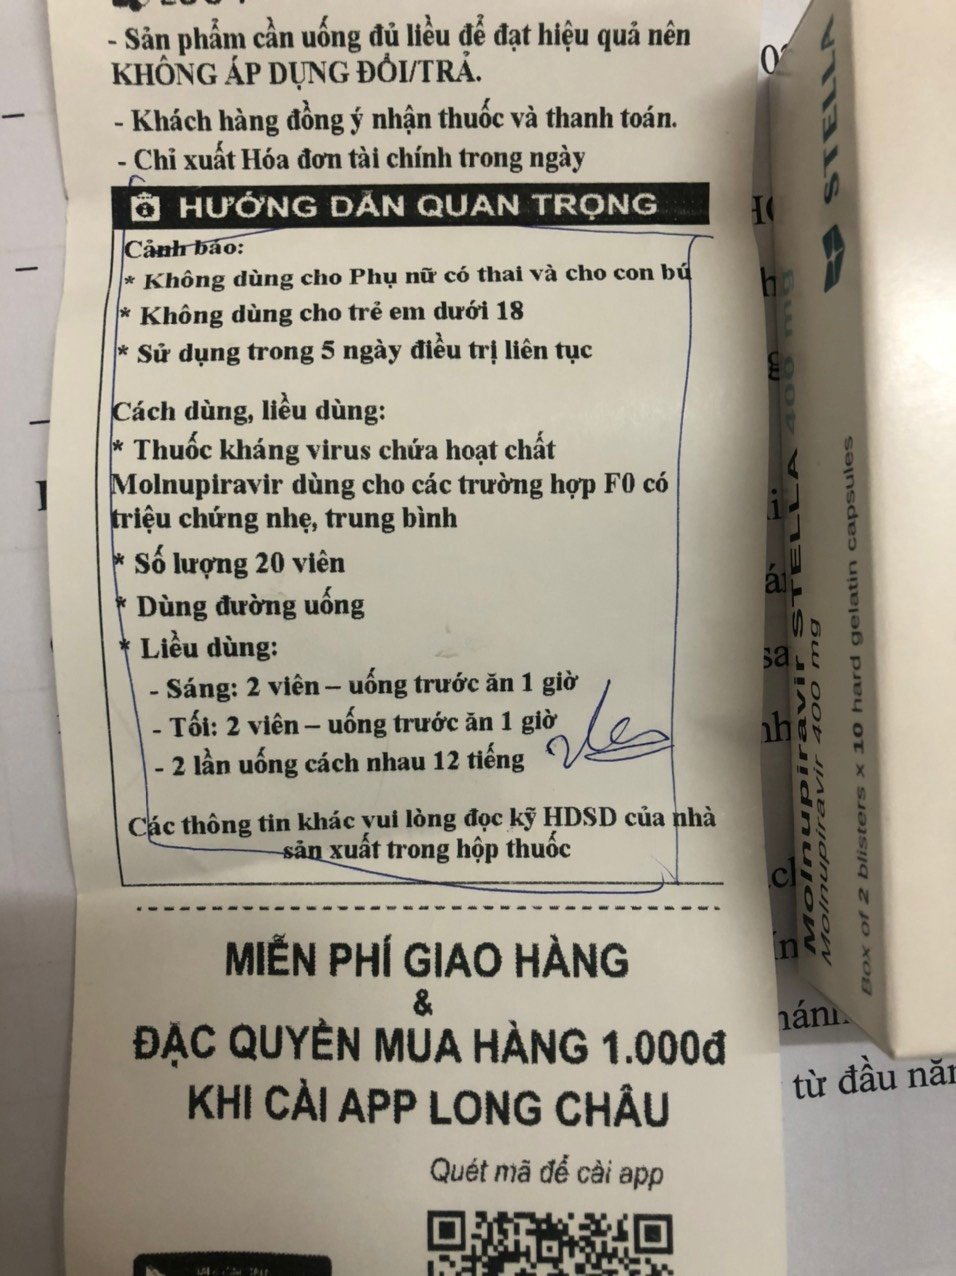 - Sản phẩm cần uống đủ liều để đạt hiệu quả nên
KHÔNG ÁP DỤNG ĐỔI/TRẢ.
- Khách hàng đồng ý nhận thuốc và thanh toán.
- Chỉ xuất Hóa đơn tài chính trong ngày
HƯỚNG DẪN QUAN TRỌNG
Cảnh báo:
* Không dùng cho Phụ nữ có thai và cho con bú
* Không dùng cho trẻ em dưới 18
* Sử dụng trong 5 ngày điều trị liên tục
Cách dùng, liều dùng:
* Thuốc kháng virus chứa hoạt chất
Molnupiravir dùng cho các trường hợp F0 có
triệu chứng nhẹ, trung bình
* Số lượng 20 viên
* Dùng đường uống
* Liều dùng:
- Sáng: 2 viên – uống trước ăn 1 giờ
- Tối: 2 viên – uống trước ăn 1 giờ
- 2 lần uống cách nhau 12 tiếng
Các thông tin khác vui lòng đọc kỹ HDSD của nhà
sản xuất trong hộp thuốc
MIỄN PHÍ GIAO HÀNG
&
ĐẶC QUYỀN MUA HÀNG 1.000đ
KHI CÀI APP LONG CHÂU
Quét mã để cài app
STELLA
Molnupiravir STELLA 400 mg
Molnupiravir 400 mg
Box of 2 blisters x 10 hard gelatin capsules
từ đầu năm